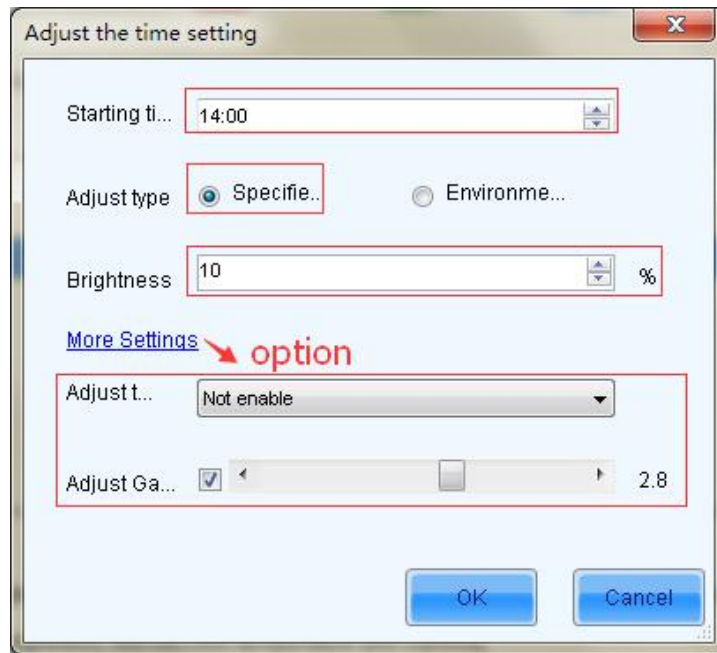 Adjust the time setting
Starting ti... 14:00
Adjust type Specifie.. Environme...
Brightness 10 %
More Settings option
Adjust t... Not enable
Adjust Ga... 2.8
OK Cancel